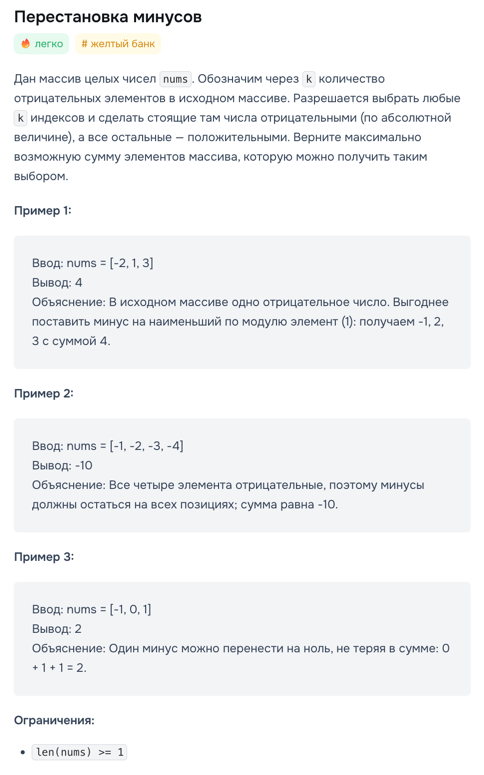 Перестановка минусов
легко # желтый банк
Дан массив целых чисел nums. Обозначим через k количество
отрицательных элементов в исходном массиве. Разрешается выбрать любые
k индексов и сделать стоящие там числа отрицательными (по абсолютной
величине), а все остальные — положительными. Верните максимально
возможную сумму элементов массива, которую можно получить таким
выбором.
Пример 1:
Ввод: nums = [-2, 1, 3]
Вывод: 4
Объяснение: В исходном массиве одно отрицательное число. Выгоднее
поставить минус на наименьший по модулю элемент (1): получаем -1, 2,
3 с суммой 4.
Пример 2:
Ввод: nums = [-1, -2, -3, -4]
Вывод: -10
Объяснение: Все четыре элемента отрицательные, поэтому минусы
должны остаться на всех позициях; сумма равна -10.
Пример 3:
Ввод: nums = [-1, 0, 1]
Вывод: 2
Объяснение: Один минус можно перенести на ноль, не теряя в сумме: 0
+ 1 + 1 = 2.
Ограничения:
• len(nums) >= 1